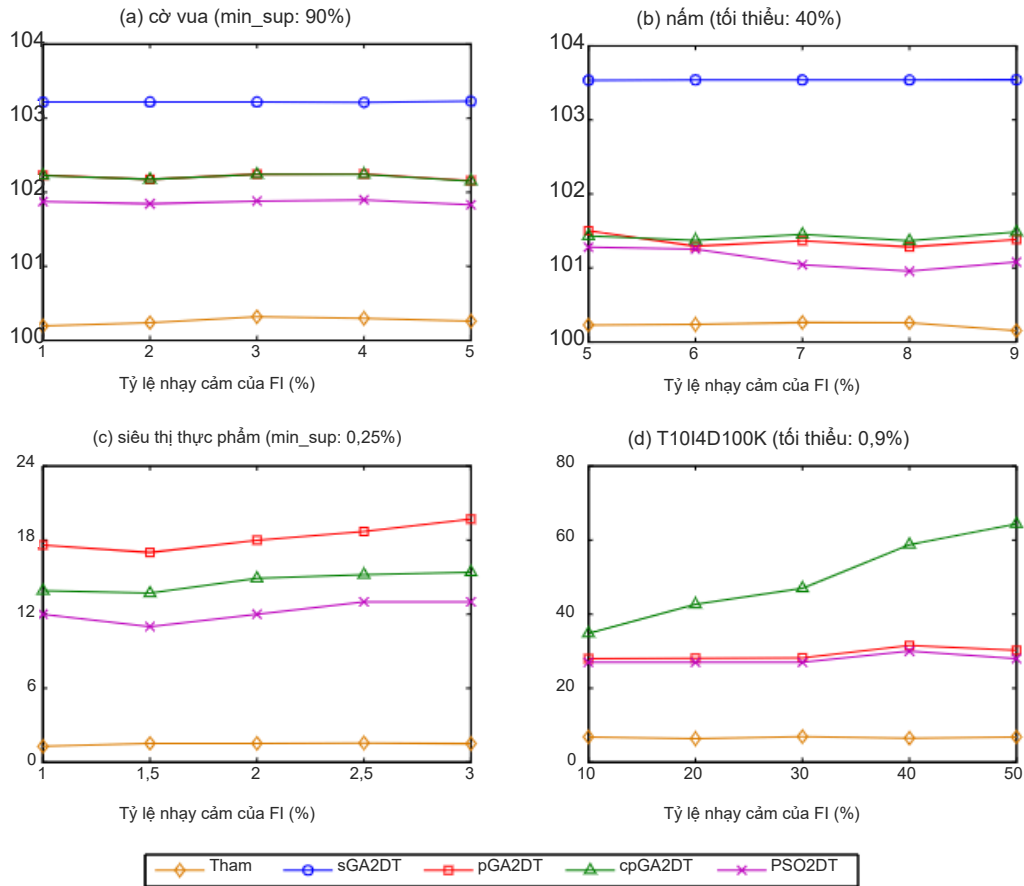 (a) cờ vua (min_sup: 90%)
104
103
102
101
100
1 2 3 4 5
Tỷ lệ nhạy cảm của FI (%)
(b) nấm (tối thiểu: 40%)
104
103
102
101
100
5 6 7 8 9
Tỷ lệ nhạy cảm của FI (%)
(c) siêu thị thực phẩm (min_sup: 0,25%)
24
18
12
6
0
1 1,5 2 2,5 3
Tỷ lệ nhạy cảm của FI (%)
(d) T10I4D100K (tối thiểu: 0,9%)
80
60
40
20
0
10 20 30 40 50
Tỷ lệ nhạy cảm của FI (%)
Tham sGA2DT pGA2DT cpGA2DT PSO2DT